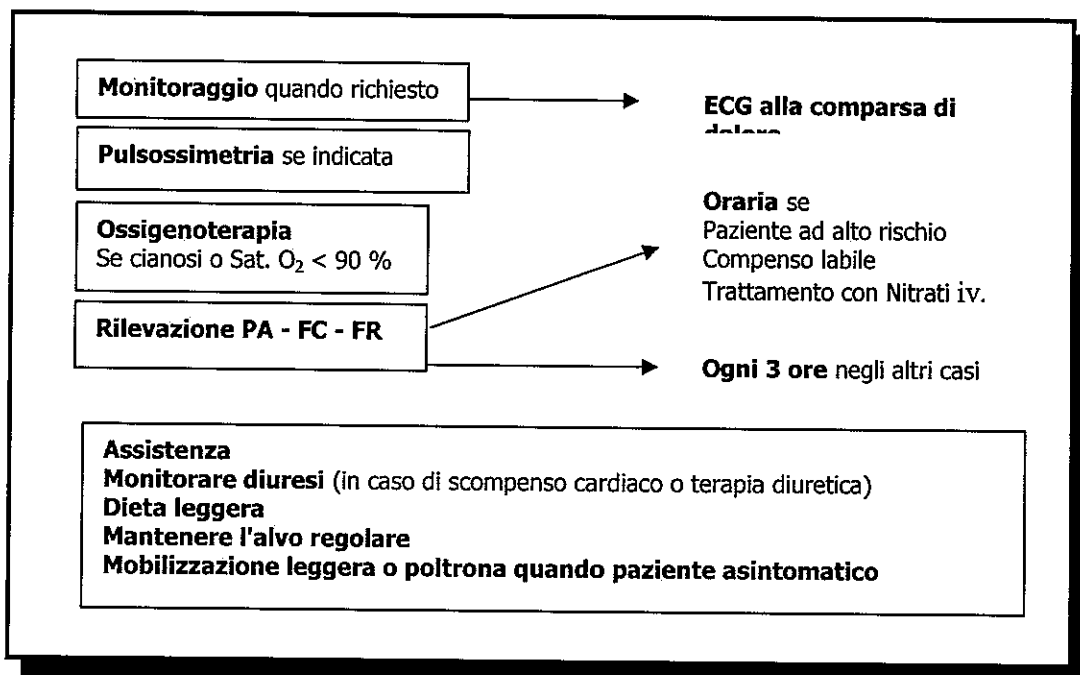 Monitoraggio quando richiesto
ECG alla comparsa di
Pulsossimetria se indicata
Ossigenoterapia
Se cianosi o Sat. O₂ < 90 %
Rilevazione PA - FC - FR
Oraria se
Paziente ad alto rischio
Compenso labile
Trattamento con Nitrati iv.
Ogni 3 ore negli altri casi
Assistenza
Monitorare diuresi (in caso di scompenso cardiaco o terapia diuretica)
Dieta leggera
Mantenere l'alvo regolare
Mobilizzazione leggera o poltrona quando paziente asintomatico